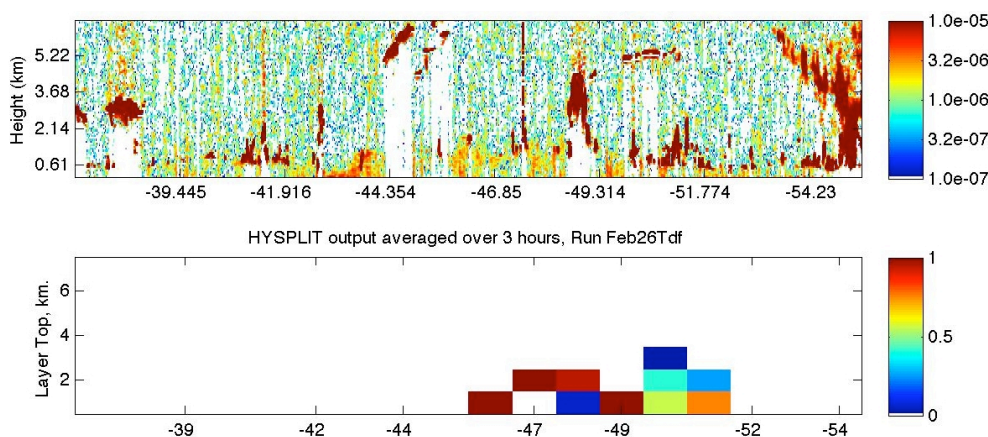 Height (km)
5.22
3.68
2.14
0.61
-39.445 -41.916 -44.354 -46.85 -49.314 -51.774 -54.23
1.0e-05
3.2e-06
1.0e-06
3.2e-07
1.0e-07
HYSPLIT output averaged over 3 hours, Run Feb26Tdf
Layer Top, km.
6
4
2
-39 -42 -44 -47 -49 -52 -54
1
0.5
0